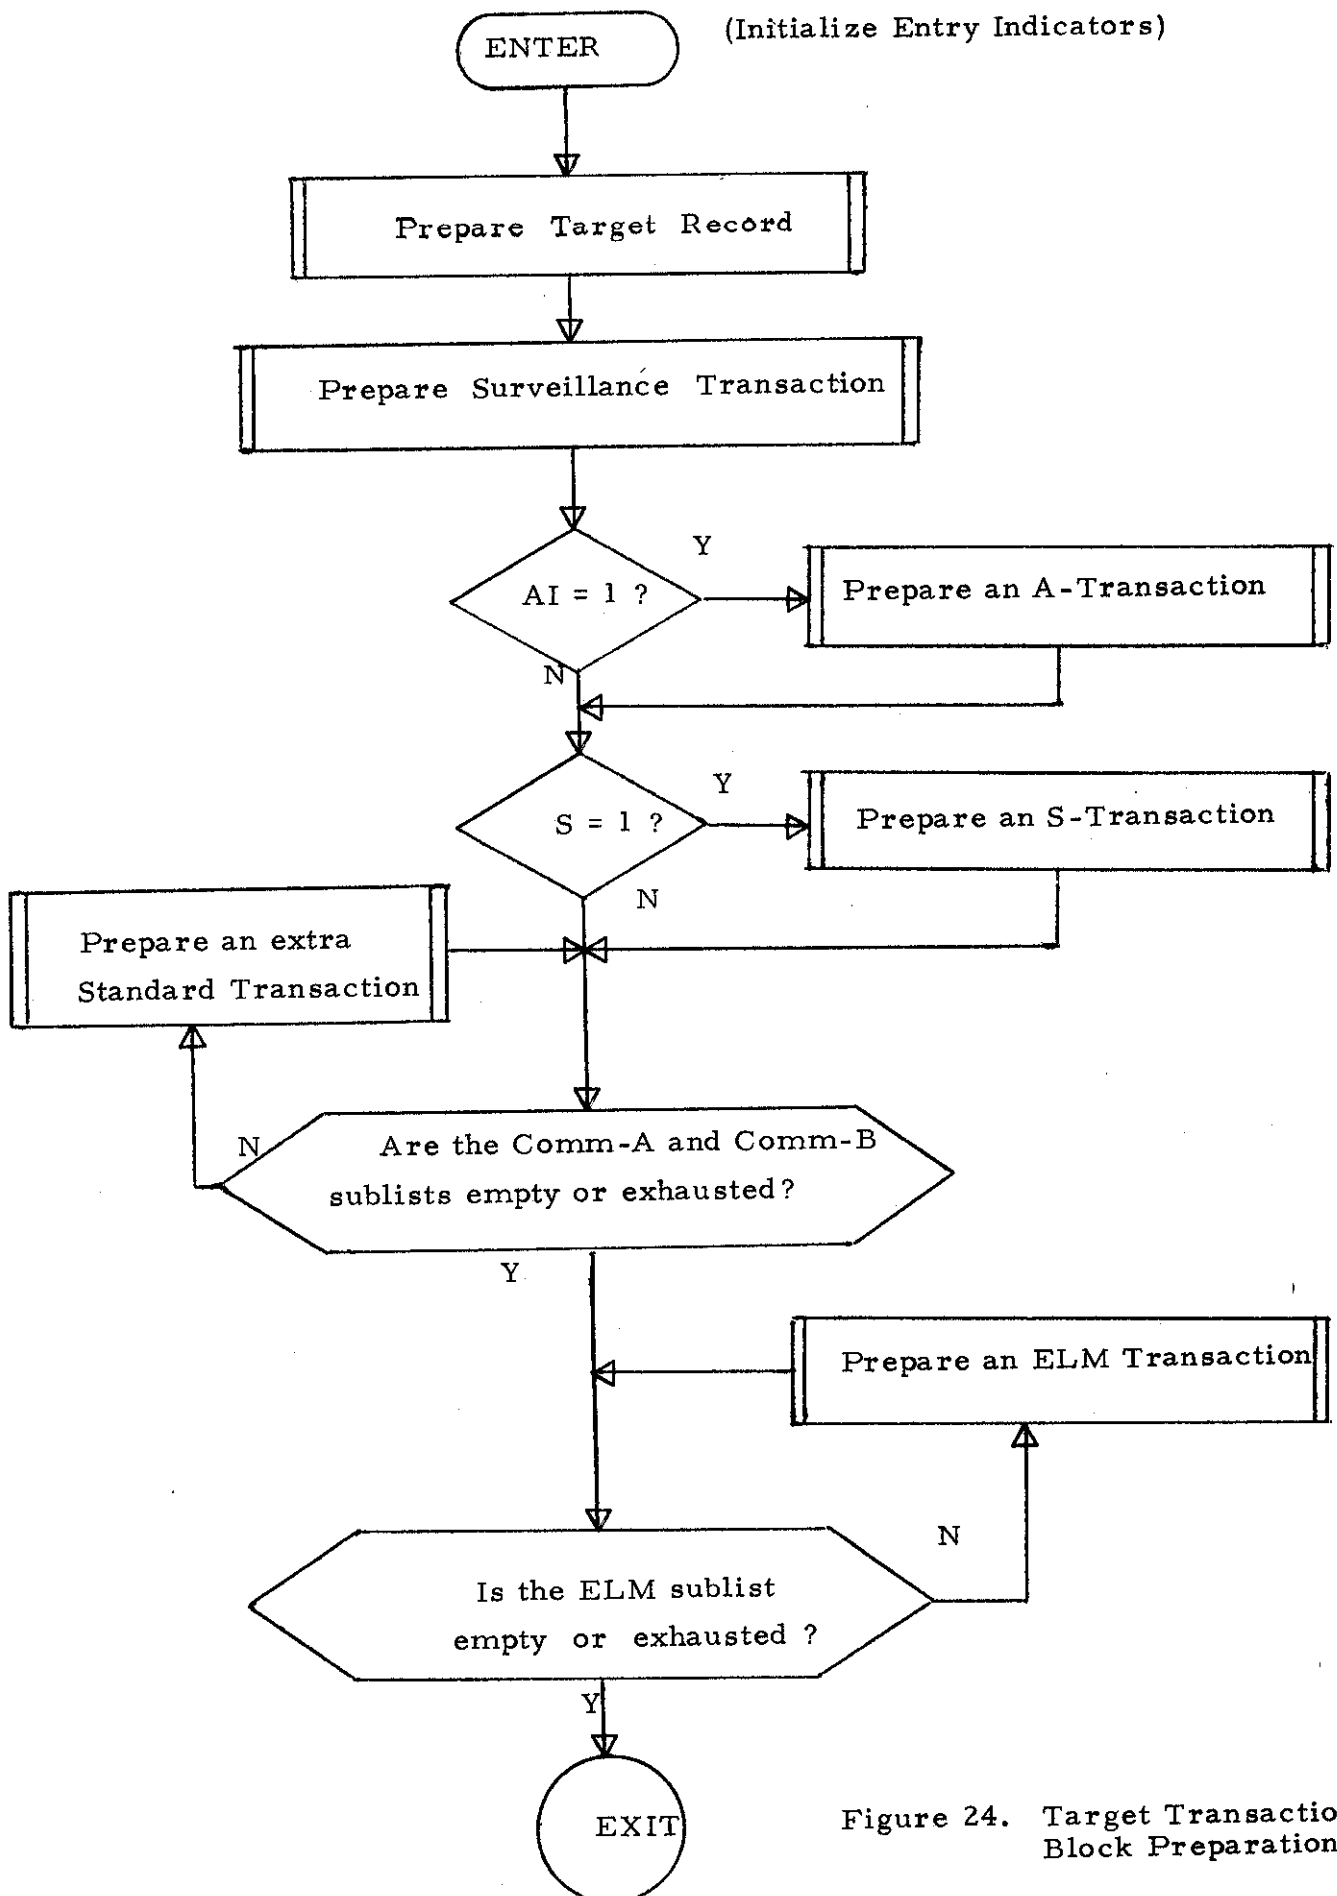 ENTER
(Initialize Entry Indicators)
Prepare Target Record
Prepare Surveillance Transaction
AI = 1 ?
Y
N
Prepare an A-Transaction
S = 1 ?
Y
N
Prepare an S-Transaction
Prepare an extra
Standard Transaction
Are the Comm-A and Comm-B
sublists empty or exhausted?
N
Y
Prepare an ELM Transaction
Is the ELM sublist
empty or exhausted ?
N
Y
EXIT
Figure 24. Target Transactio
Block Preparation